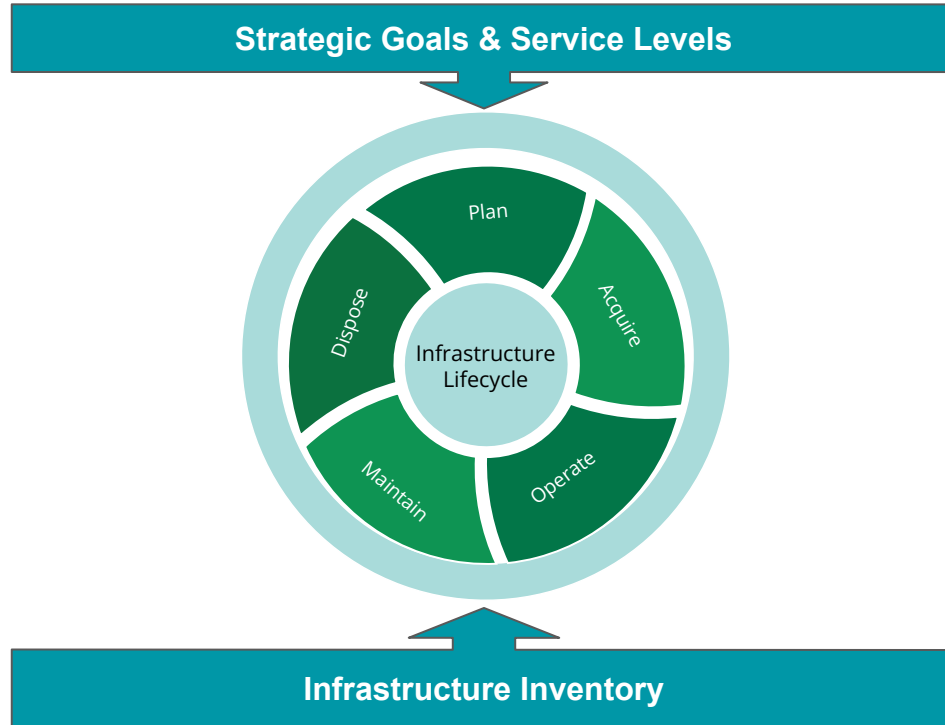 Strategic Goals & Service Levels
Plan
Acquire
Operate
Maintain
Dispose
Infrastructure
Lifecycle
Infrastructure Inventory